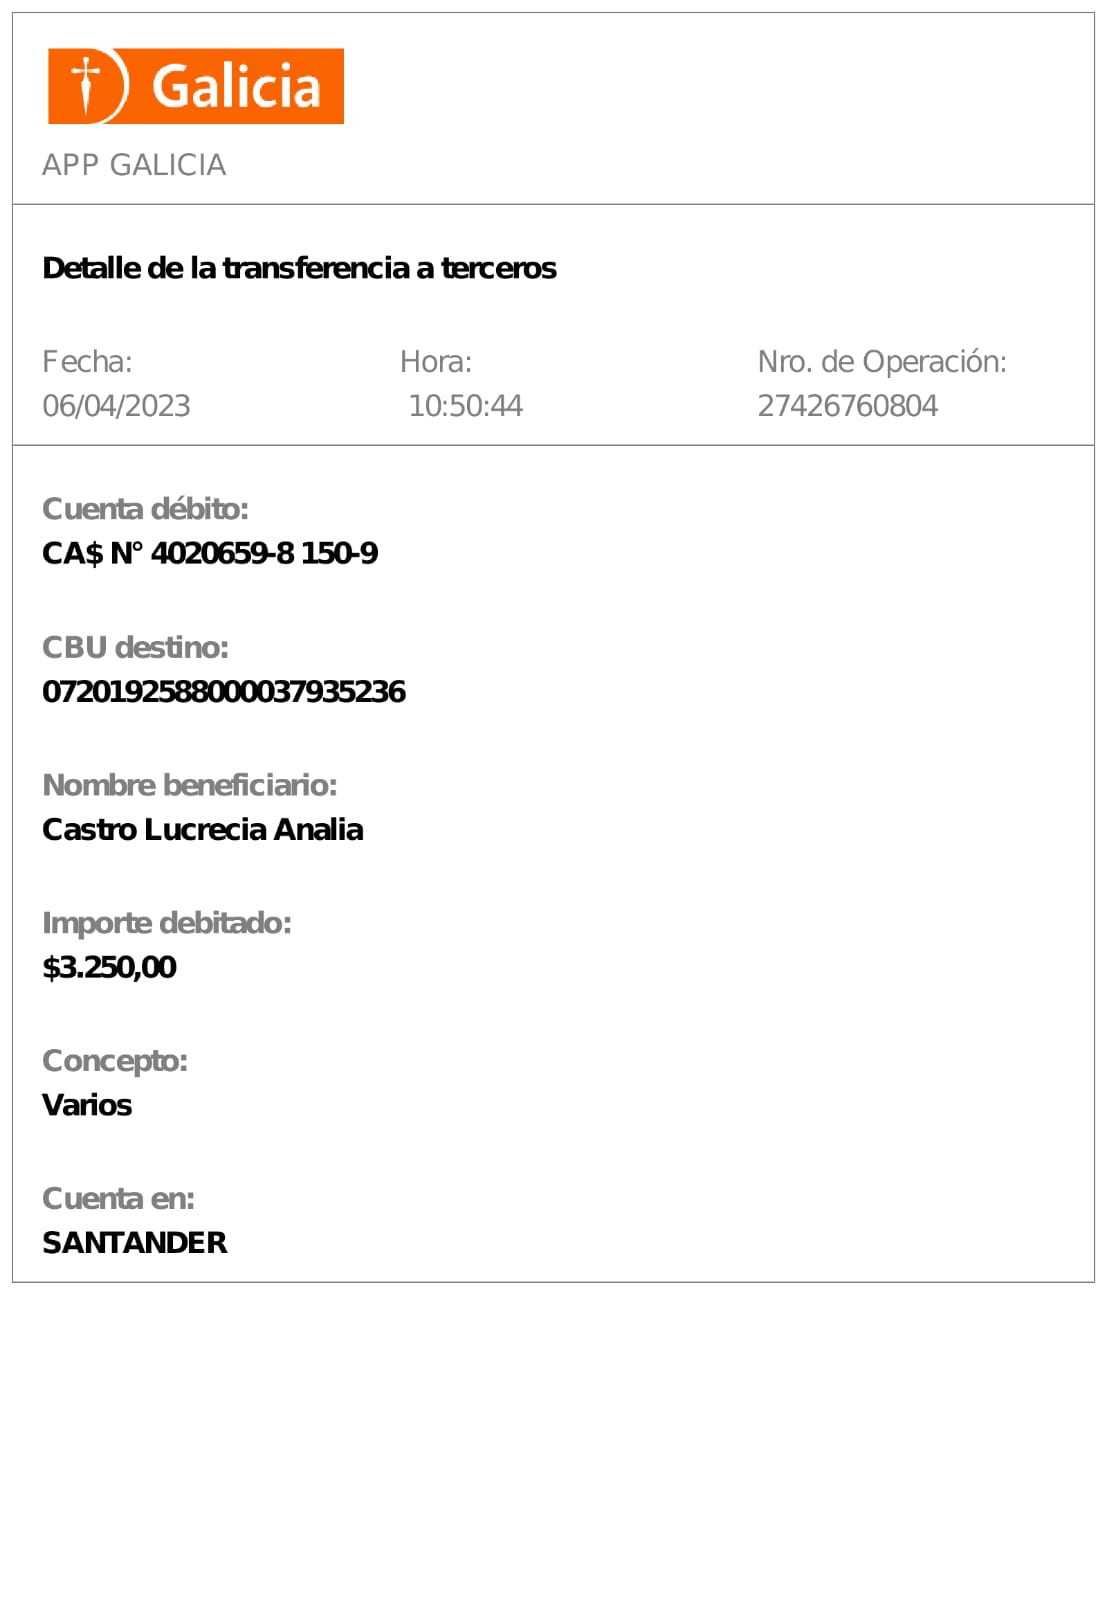 Galicia
APP GALICIA
Detalle de la transferencia a terceros
Fecha: Hora: Nro. de Operación:
06/04/2023 10:50:44 27426760804
Cuenta débito:
CA$ N° 4020659-8 150-9
CBU destino:
0720192588000037935236
Nombre beneficiario:
Castro Lucrecia Analia
Importe debitado:
$3.250,00
Concepto:
Varios
Cuenta en:
SANTANDER